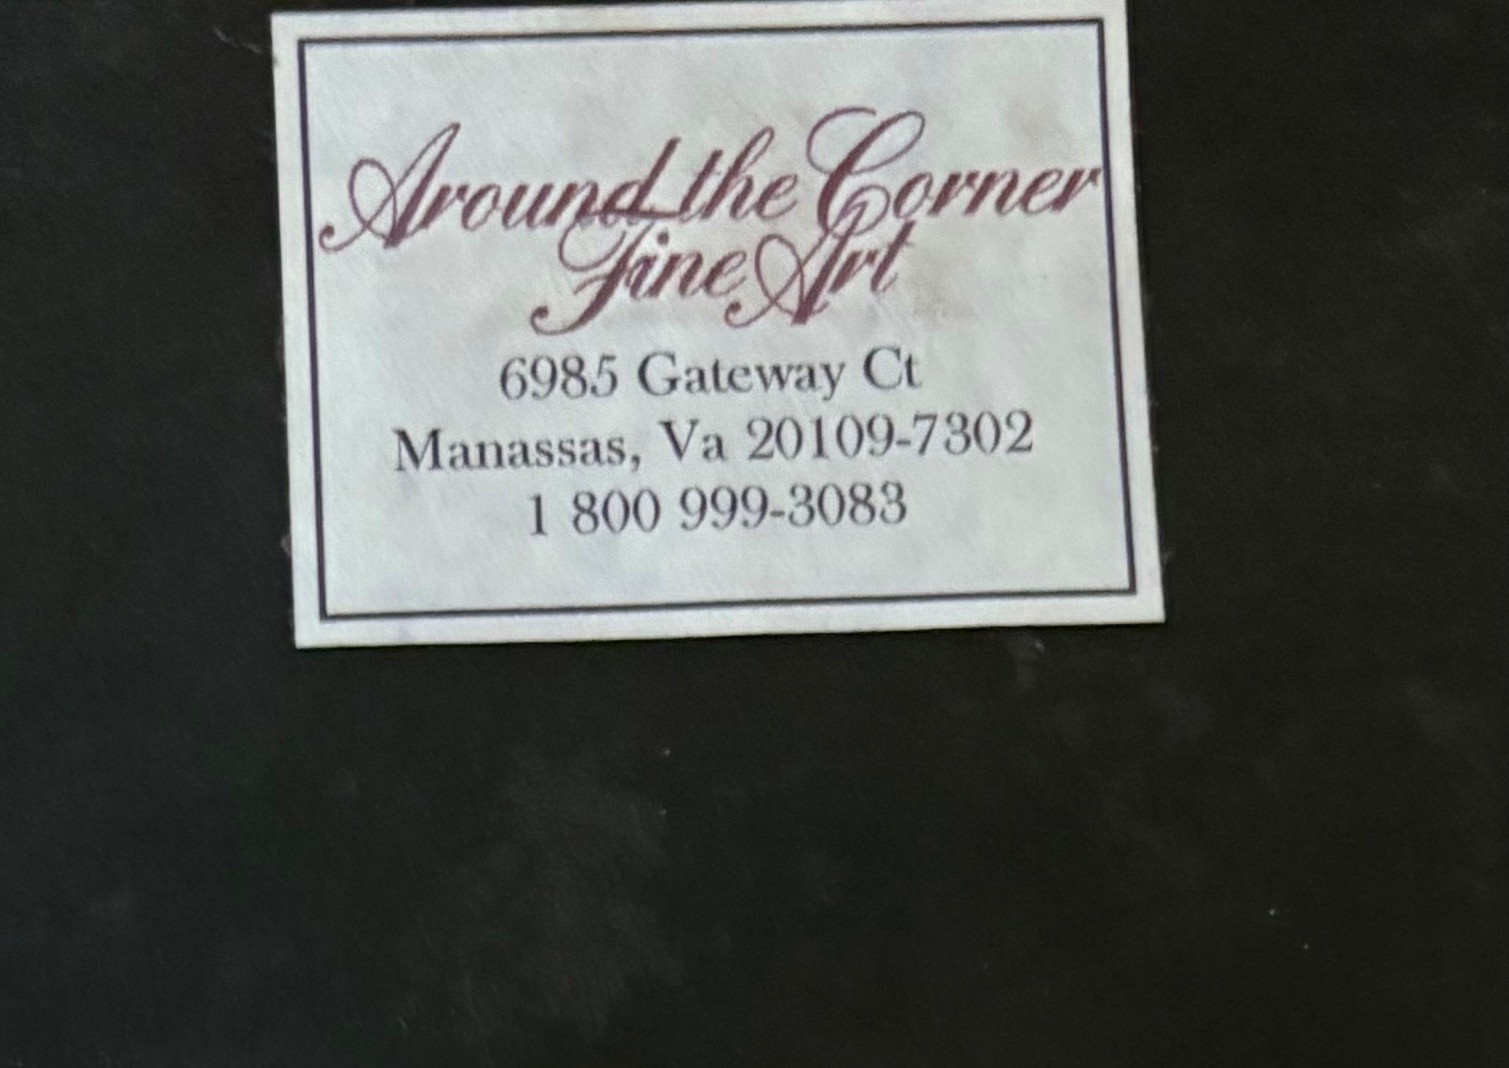 Around the Corner
Fine Art
6985 Gateway Ct
Manassas, Va 20109-7302
1 800 999-3083